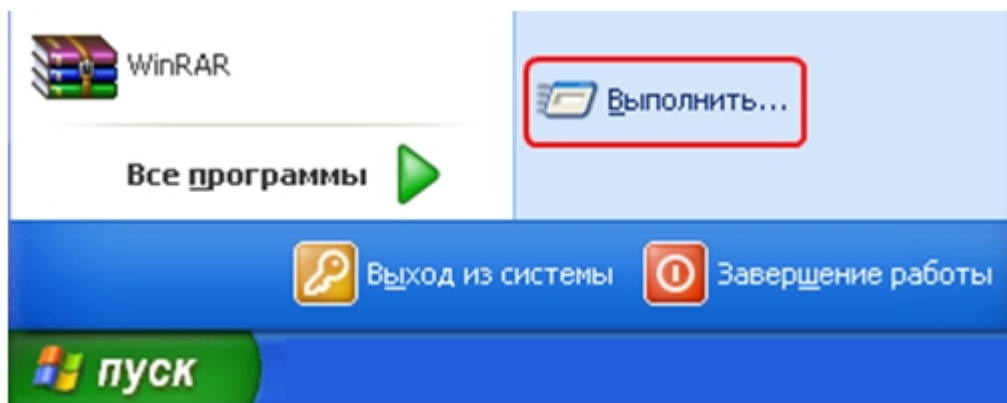 WinRAR
Выполнить...
Все программы
Выход из системы
Завершение работы
пуск